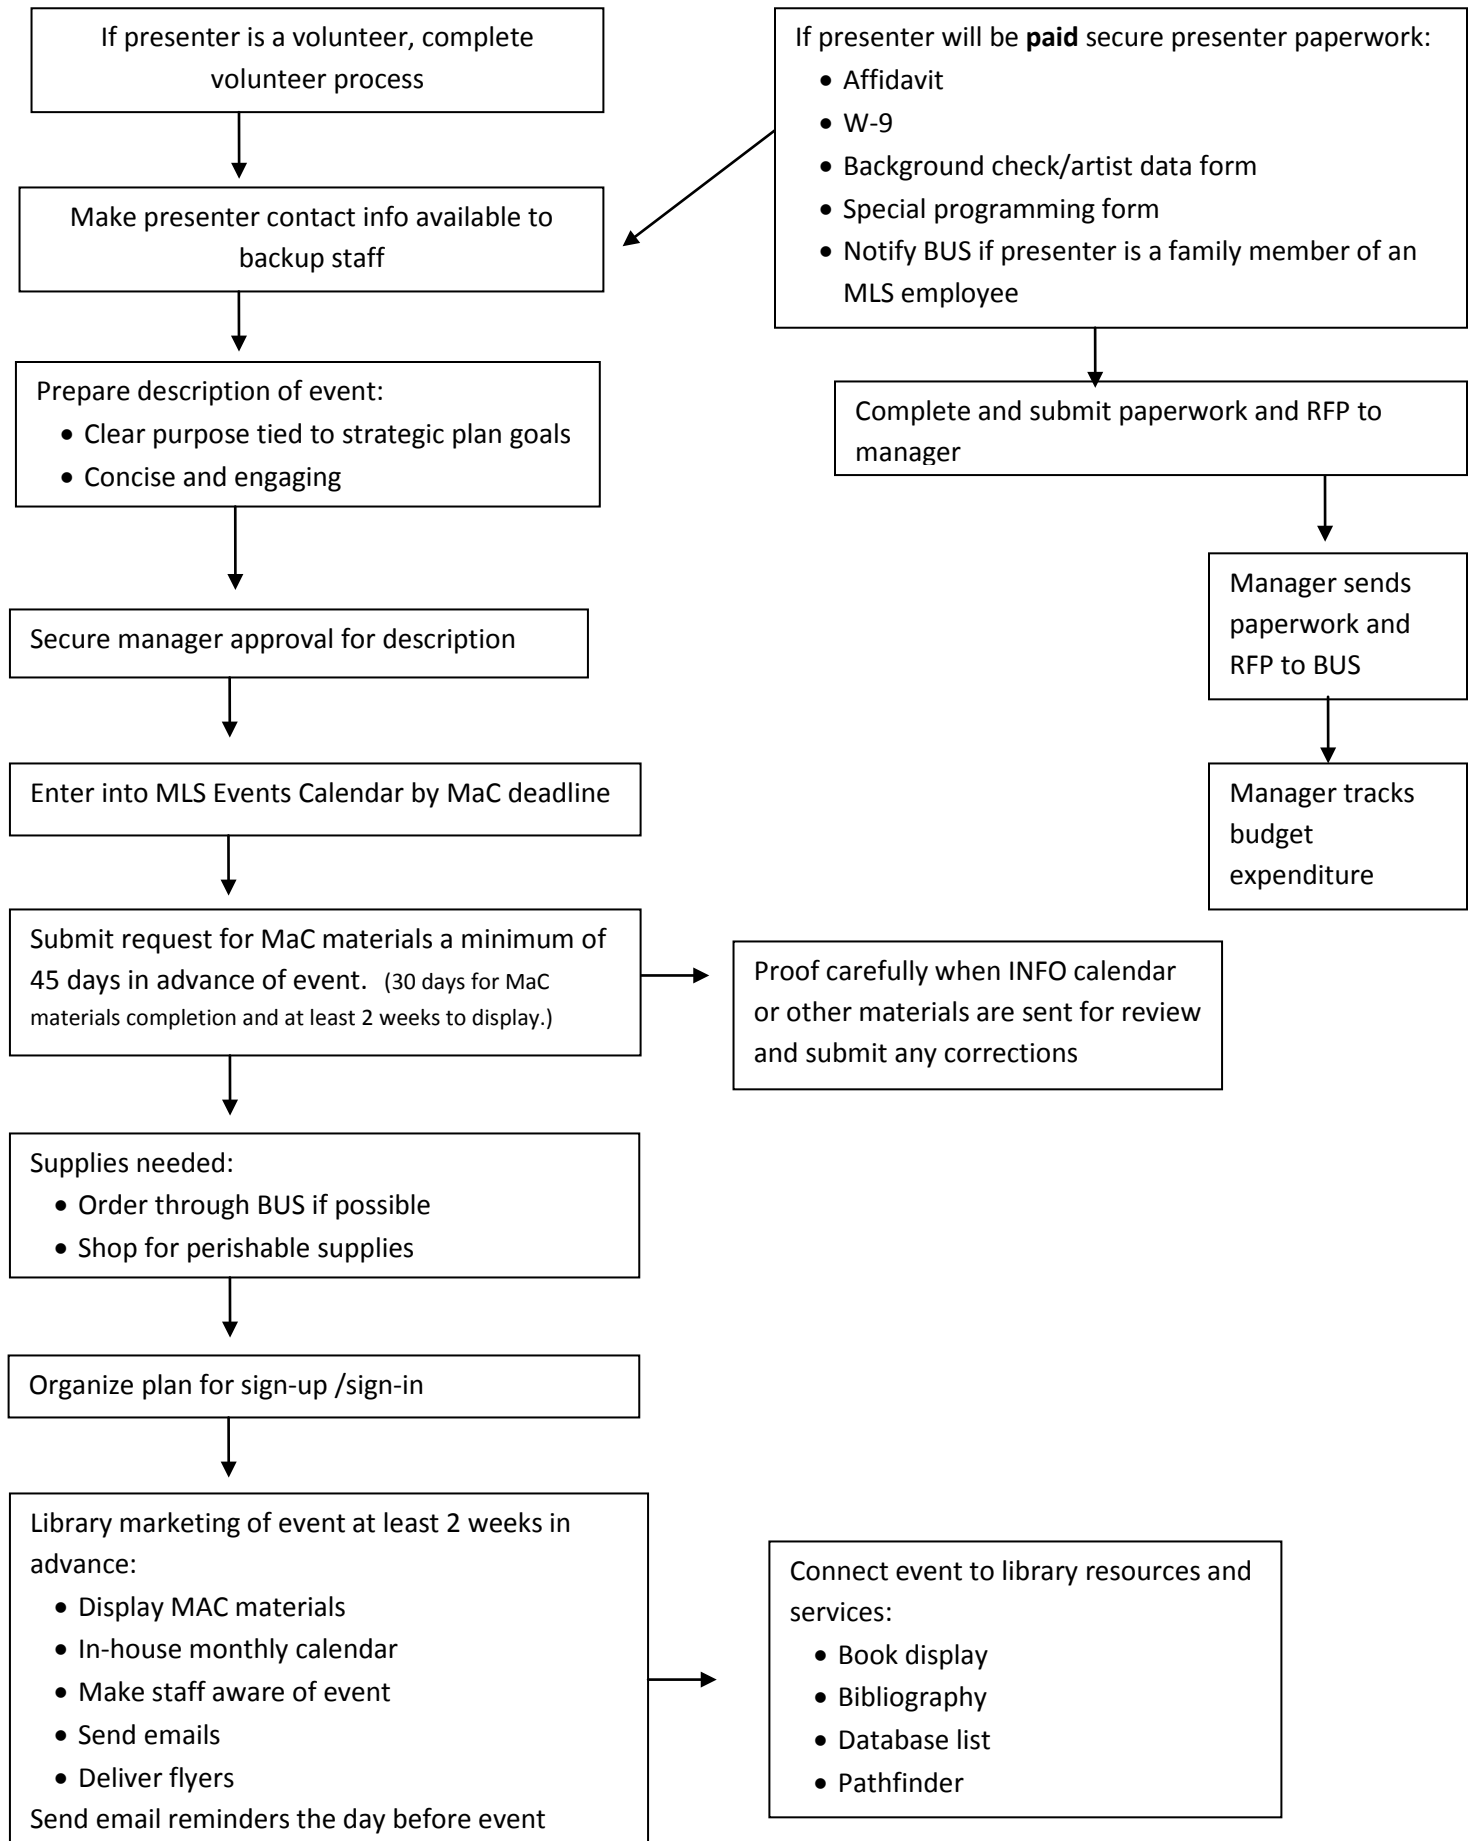 If presenter is a volunteer, complete
volunteer process
If presenter will be paid secure presenter paperwork:
• Affidavit
• W-9
• Background check/artist data form
• Special programming form
• Notify BUS if presenter is a family member of an
MLS employee
Make presenter contact info available to
backup staff
Prepare description of event:
• Clear purpose tied to strategic plan goals
• Concise and engaging
Complete and submit paperwork and RFP to
manager
Secure manager approval for description
Manager sends
paperwork and
RFP to BUS
Enter into MLS Events Calendar by MaC deadline
Manager tracks
budget
expenditure
Submit request for MaC materials a minimum of
45 days in advance of event. (30 days for MaC
materials completion and at least 2 weeks to display.)
Proof carefully when INFO calendar
or other materials are sent for review
and submit any corrections
Supplies needed:
• Order through BUS if possible
• Shop for perishable supplies
Organize plan for sign-up /sign-in
Library marketing of event at least 2 weeks in
advance:
• Display MAC materials
• In-house monthly calendar
• Make staff aware of event
• Send emails
• Deliver flyers
Send email reminders the day before event
Connect event to library resources and
services:
• Book display
• Bibliography
• Database list
• Pathfinder